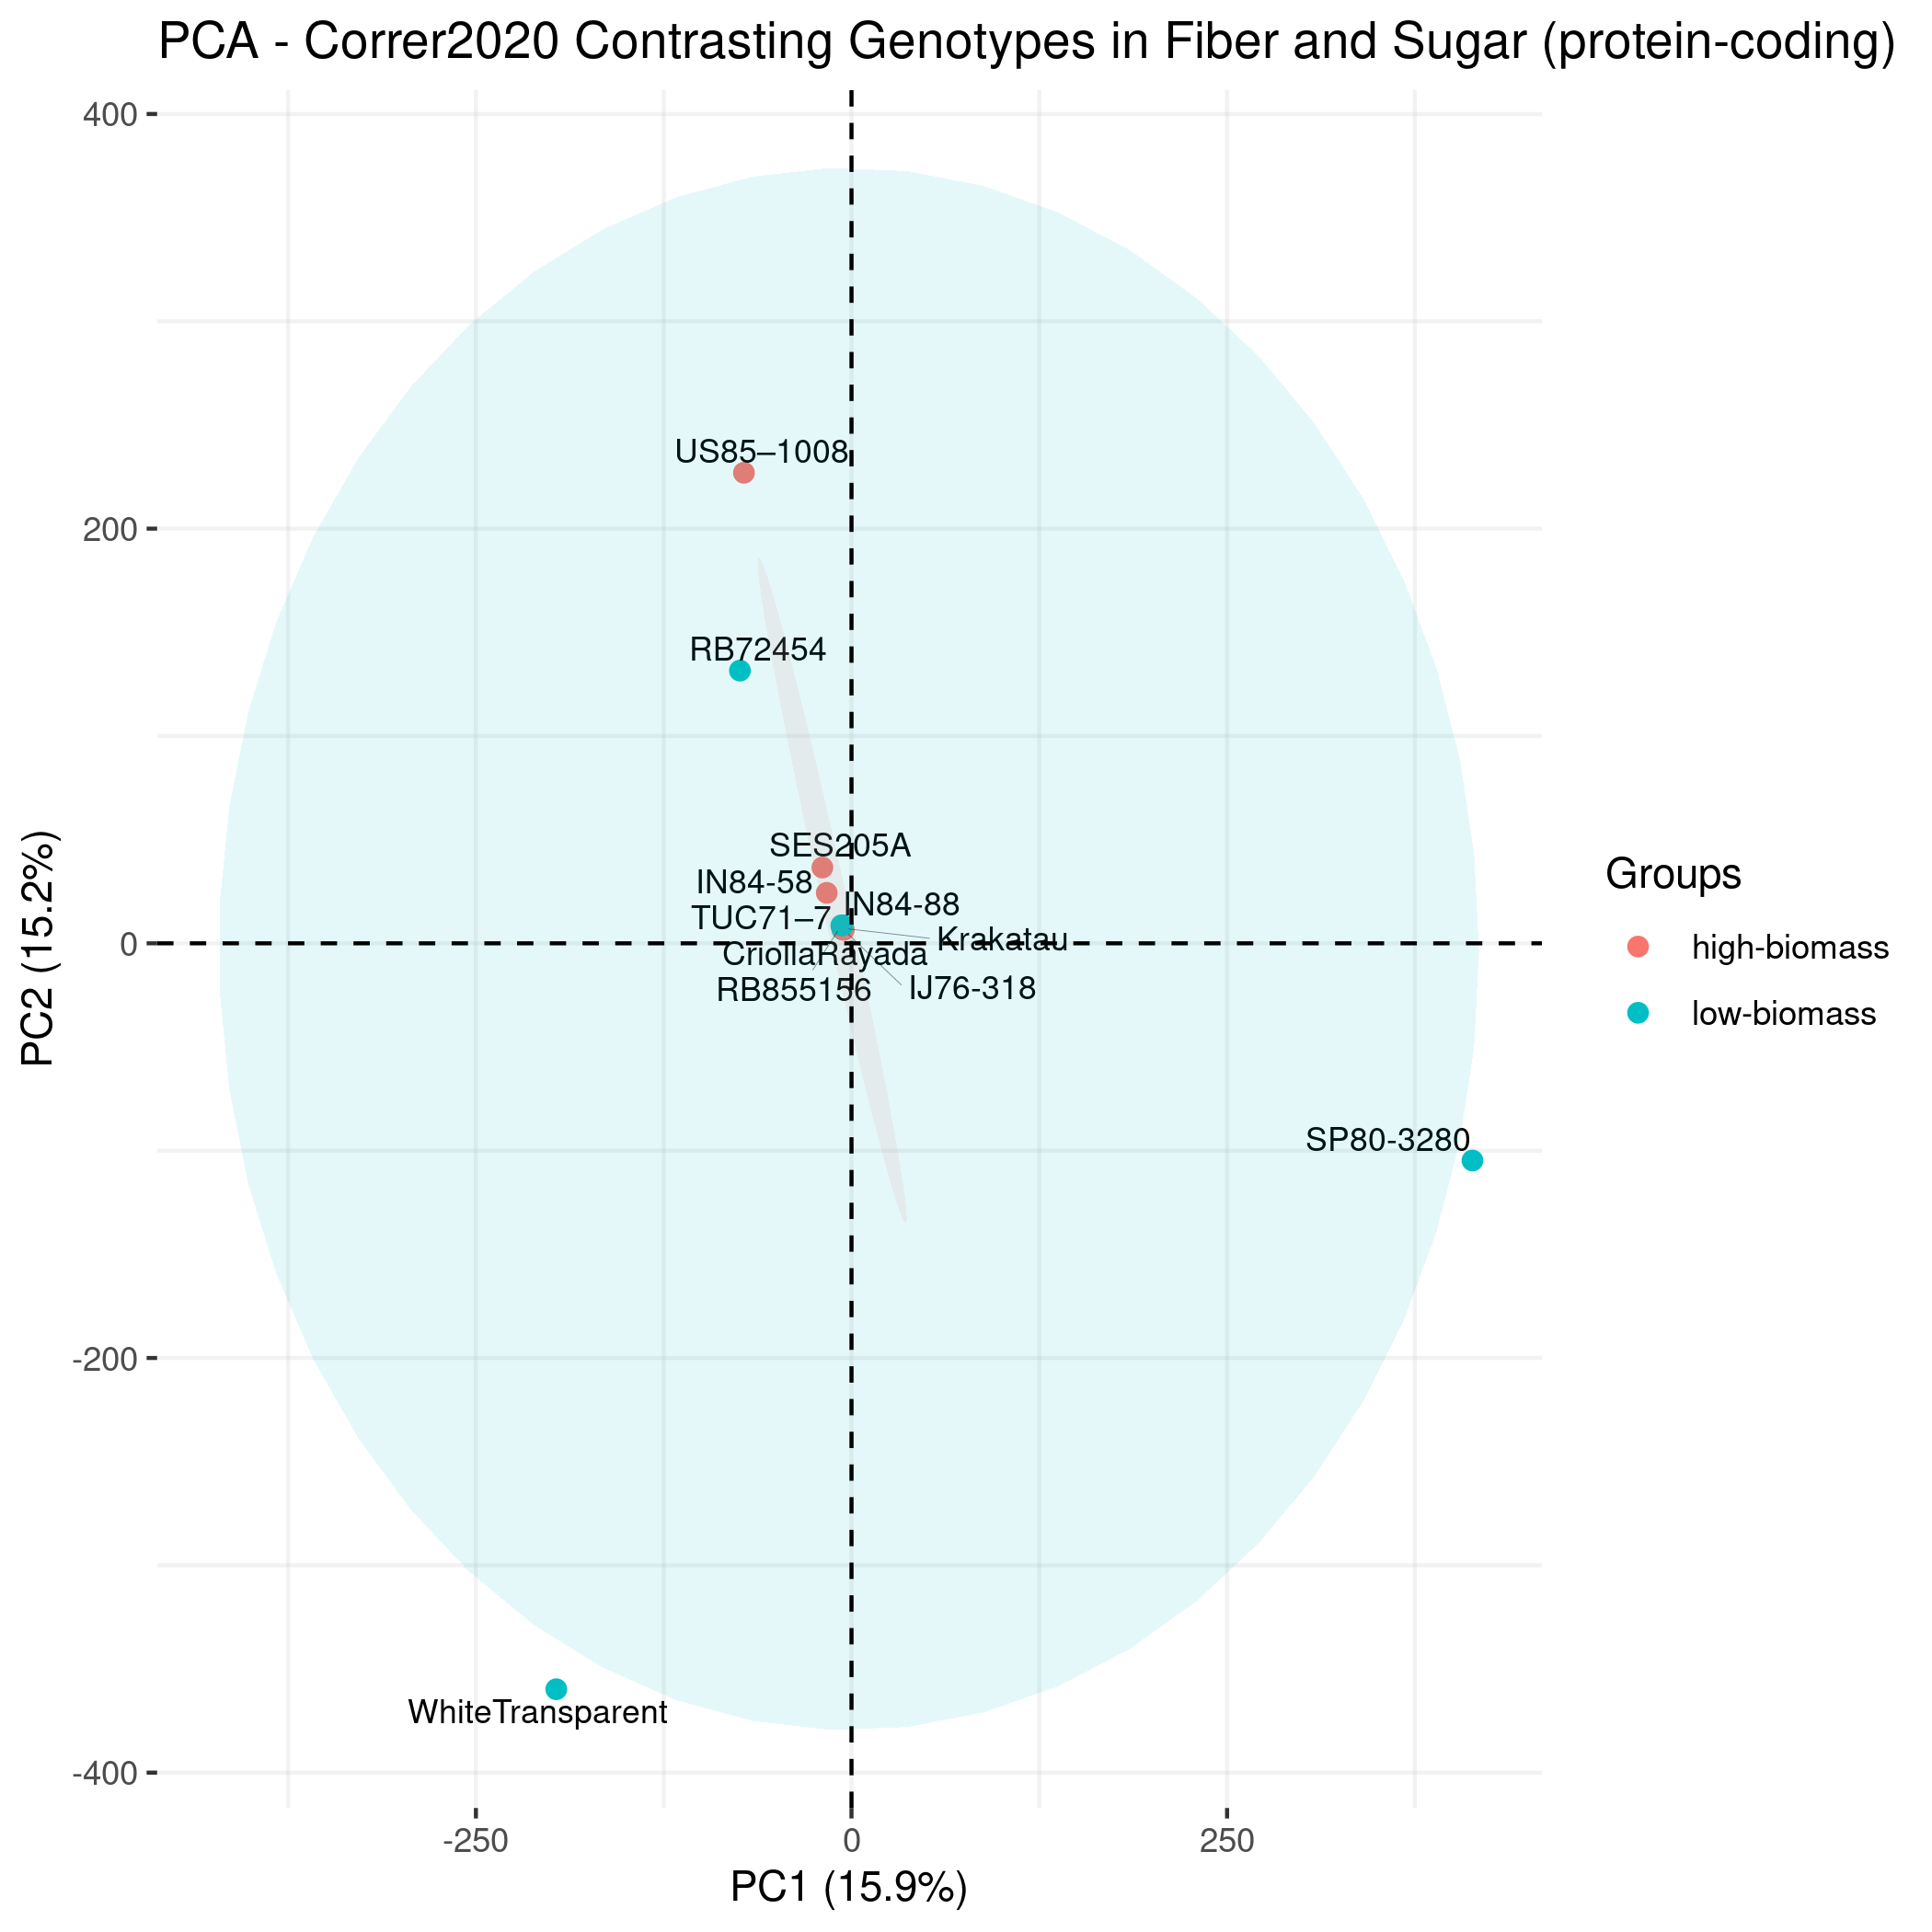 PCA - Correr2020 Contrasting Genotypes in Fiber and Sugar (protein-coding)
400
200
0
-200
-400
PC2 (15.2%)
US85–1008
RB72454
SES205A
IN84-58
IN84-88
TUC71–7
Krakatau
CriollaRayada
RB855156
IJ76-318
SP80-3280
WhiteTransparent
-250
0
250
PC1 (15.9%)
Groups
high-biomass
low-biomass